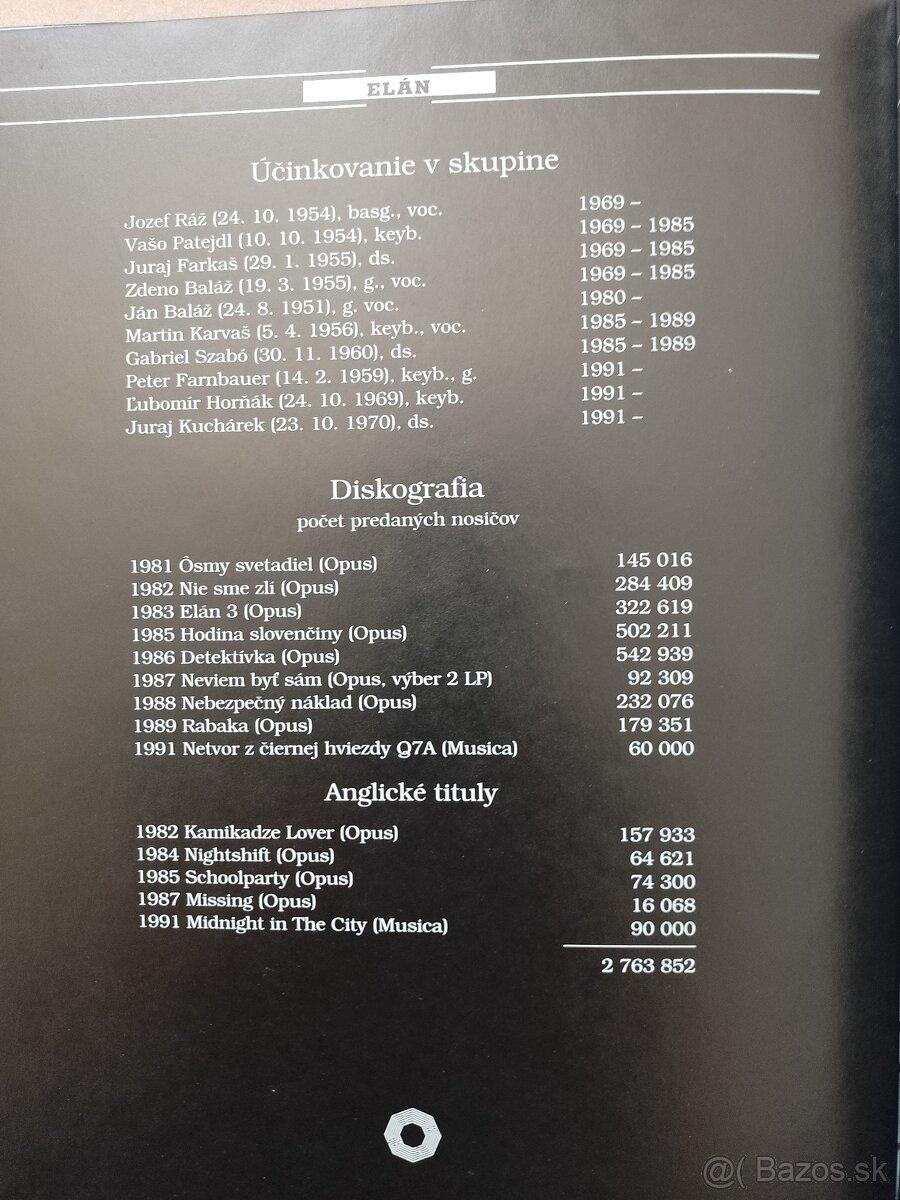 ELÁN
Účinkovanie v skupine
Jozef Ráž (24. 10. 1954), basg., voc. 1969 –
Vašo Patejdl (10. 10. 1954), keyb. 1969 – 1985
Juraj Farkaš (29. 1. 1955), ds. 1969 – 1985
Zdeno Baláž (19. 3. 1955), g., voc. 1969 – 1985
Ján Baláž (24. 8. 1951), g. voc. 1980 –
Martin Karvaš (5. 4. 1956), keyb., voc. 1985 – 1989
Gabriel Szabó (30. 11. 1960), ds. 1985 – 1989
Peter Farnbauer (14. 2. 1959), keyb., g. 1991 –
Ľubomír Horňák (24. 10. 1969), keyb. 1991 –
Juraj Kuchárek (23. 10. 1970), ds. 1991 –
Diskografia
počet predaných nosičov
1981 Ôsmy svetadiel (Opus) 145 016
1982 Nie sme zlí (Opus) 284 409
1983 Elán 3 (Opus) 322 619
1985 Hodina slovenčiny (Opus) 502 211
1986 Detektívka (Opus) 542 939
1987 Neviem byť sám (Opus, výber 2 LP) 92 309
1988 Nebezpečný náklad (Opus) 232 076
1989 Rabaka (Opus) 179 351
1991 Netvor z čiernej hviezdy Q7A (Musica) 60 000
Anglické tituly
1982 Kamikadze Lover (Opus) 157 933
1984 Nightshift (Opus) 64 621
1985 Schoolparty (Opus) 74 300
1987 Missing (Opus) 16 068
1991 Midnight in The City (Musica) 90 000
2 763 852
@( Bazos.sk